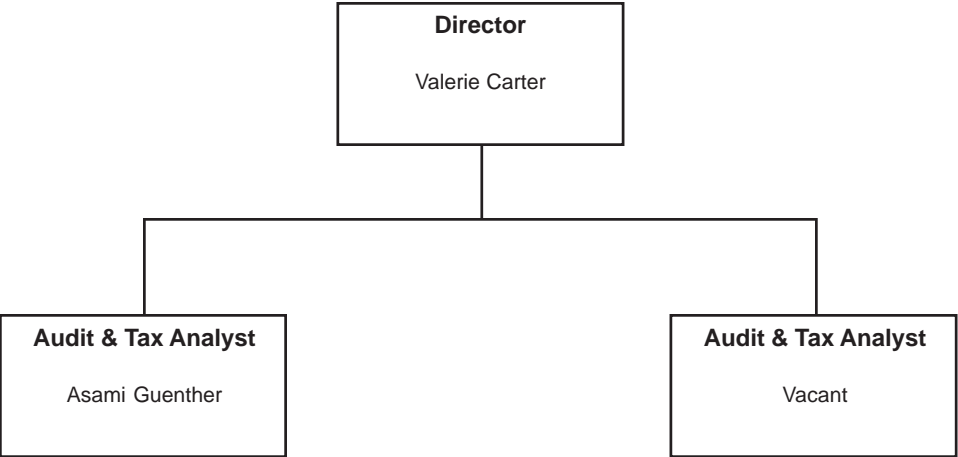 Director
Valerie Carter
Audit & Tax Analyst
Asami Guenther
Audit & Tax Analyst
Vacant